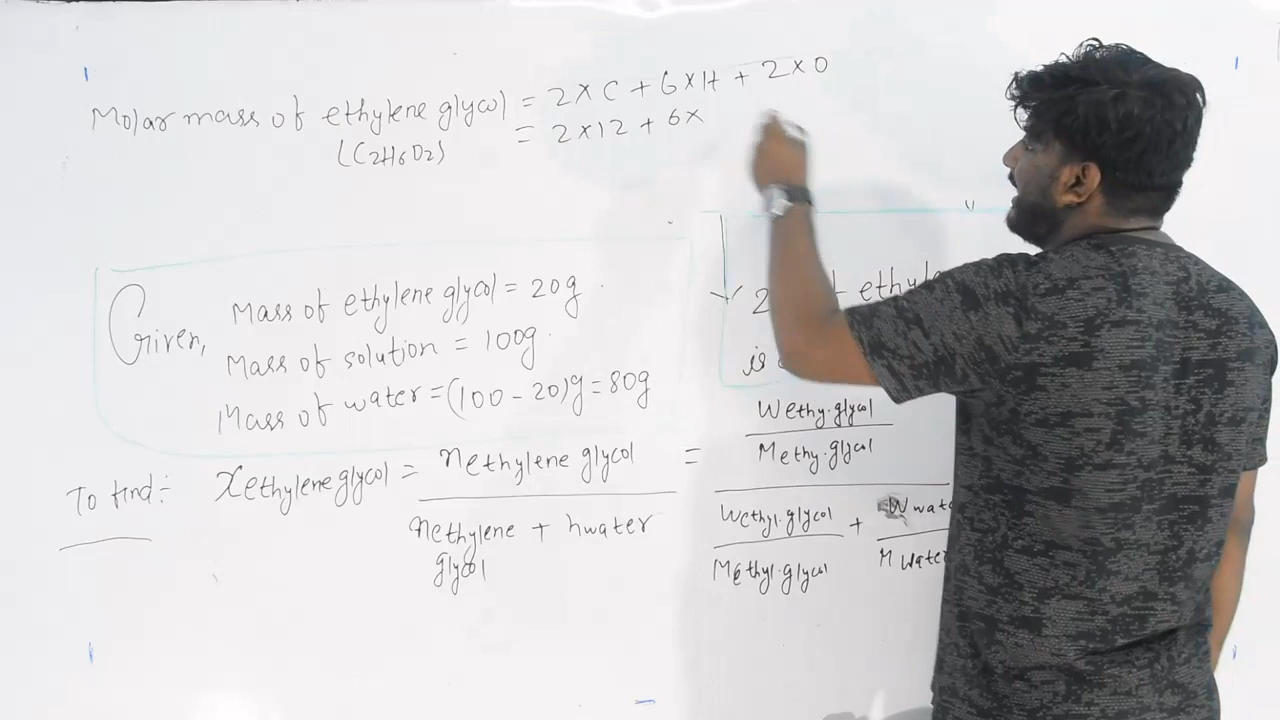 Molar mass of ethylene glycol = 2 × C + 6 × H + 2 × O
(C2H6O2) = 2 × 12 + 6 ×
Given, Mass of ethylene glycol = 20g.
Mass of solution = 100g.
Mass of water = (100 - 20)g = 80g
2
is
To find :- xethylene glycol = nethylene glycol / nethylene glycol + nwater = Wethy.glycol / Methy.glycol
Wethyl.glycol / Methyl.glycol +